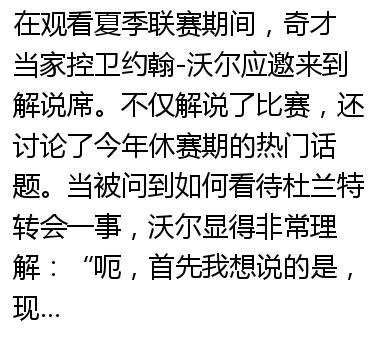 在观看夏季联赛期间，奇才
当家控卫约翰-沃尔应邀来到
解说席。不仅解说了比赛，还
讨论了今年休赛期的热门话
题。当被问到如何看待杜兰特
转会一事，沃尔显得非常理
解：“呃，首先我想说的是，
现...